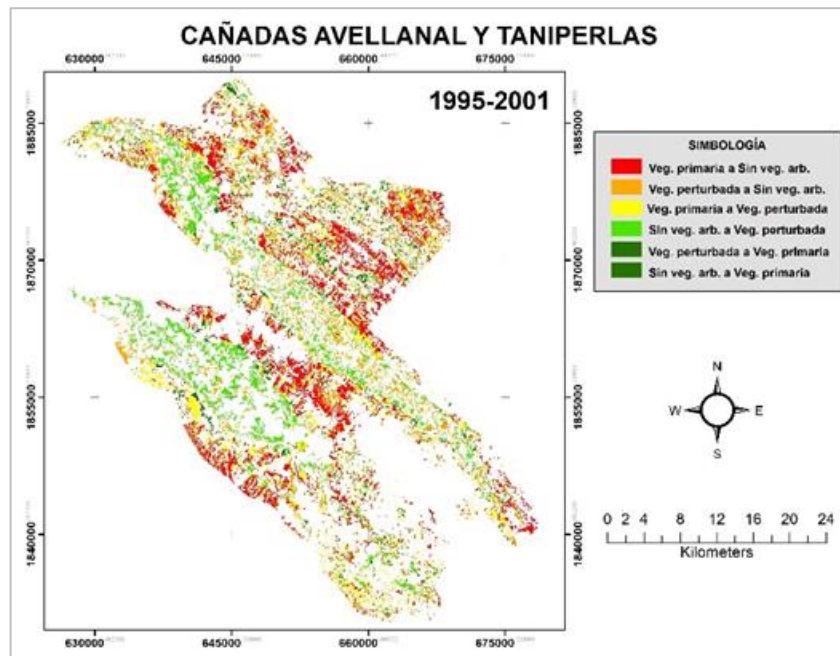 CAÑADAS AVELLANAL Y TANIPERLAS
630000 645000 660000 675000
1995-2001
1885000
1870000
1855000
1840000
630000 645000 660000 675000
SIMBOLOGÍA
Veg. primaria a Sin veg. arb.
Veg. perturbada a Sin veg. arb.
Veg. primaria a Veg. perturbada
Sin veg. arb. a Veg. perturbada
Veg. perturbada a Veg. primaria
Sin veg. arb. a Veg. primaria
N
W E
S
0 2 4 8 12 16 20 24
Kilometers